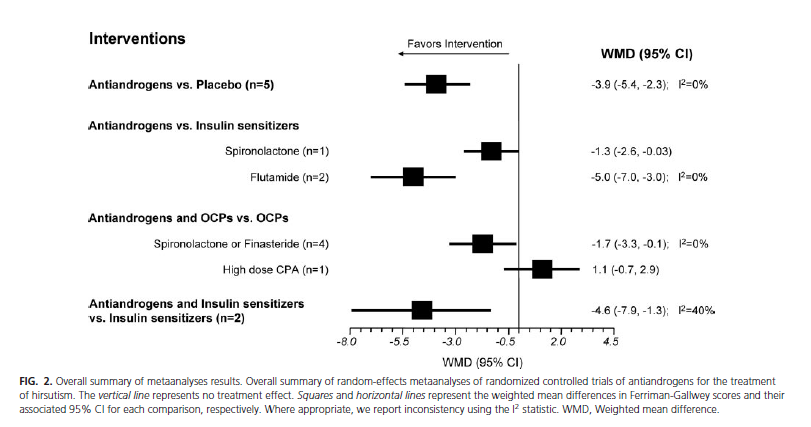 Interventions
Favors Intervention
WMD (95% CI)
Antiandrogens vs. Placebo (n=5)
-3.9 (-5.4, -2.3); I²=0%
Antiandrogens vs. Insulin sensitizers
Spironolactone (n=1)
-1.3 (-2.6, -0.03)
Flutamide (n=2)
-5.0 (-7.0, -3.0); I²=0%
Antiandrogens and OCPs vs. OCPs
Spironolactone or Finasteride (n=4)
-1.7 (-3.3, -0.1); I²=0%
High dose CPA (n=1)
1.1 (-0.7, 2.9)
Antiandrogens and Insulin sensitizers
vs. Insulin sensitizers (n=2)
-4.6 (-7.9, -1.3); I²=40%
-8.0 -5.5 -3.0 -0.5 2.0 4.5
WMD (95% CI)
FIG. 2. Overall summary of metaanalyses results. Overall summary of random-effects metaanalyses of randomized controlled trials of antiandrogens for the treatment
of hirsutism. The vertical line represents no treatment effect. Squares and horizontal lines represent the weighted mean differences in Ferriman-Gallwey scores and their
associated 95% CI for each comparison, respectively. Where appropriate, we report inconsistency using the I² statistic. WMD, Weighted mean difference.